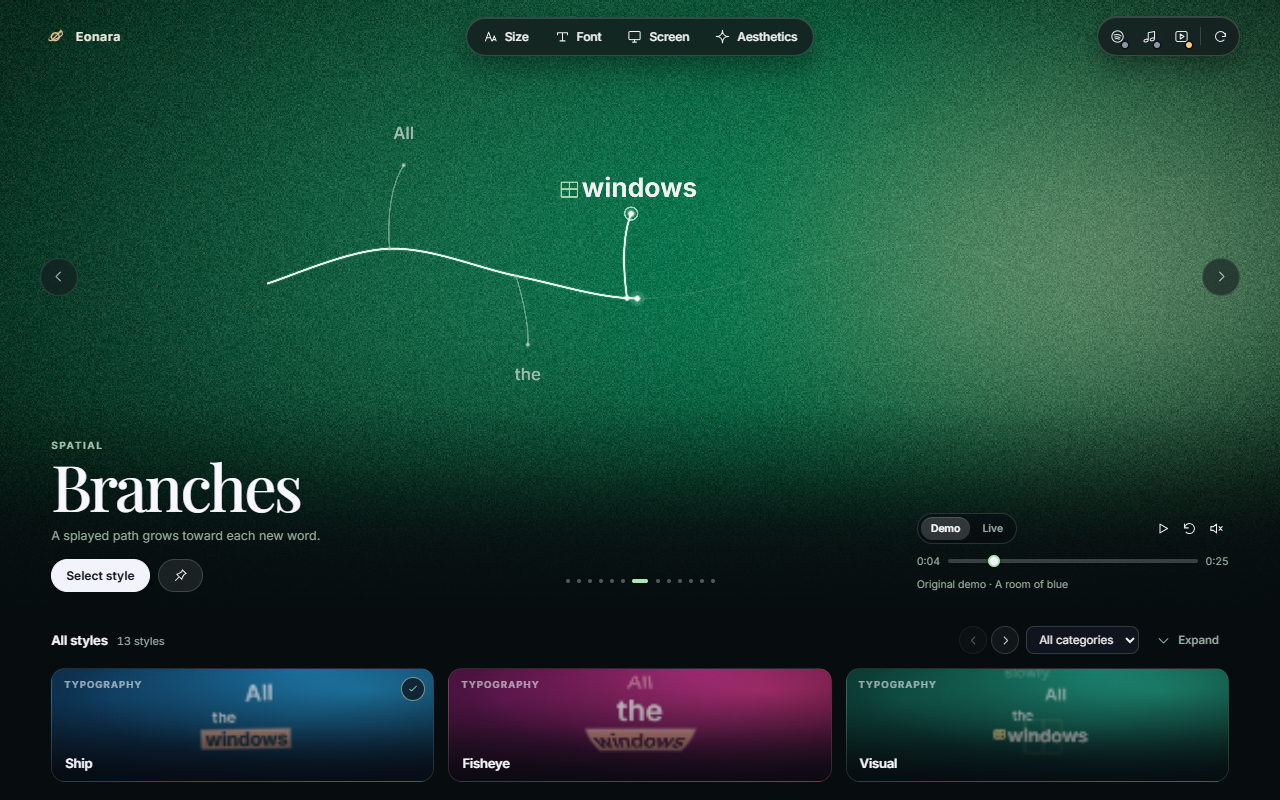 Eonara
Size Font Screen Aesthetics
All
windows
the
SPATIAL
Branches
A splayed path grows toward each new word.
Select style
Demo Live
0:04 0:25
Original demo · A room of blue
All styles 13 styles
All categories Expand
TYPOGRAPHY
All
the
windows
Ship
TYPOGRAPHY
All
the
windows
Fisheye
TYPOGRAPHY
slowly
All
the
windows
Visual